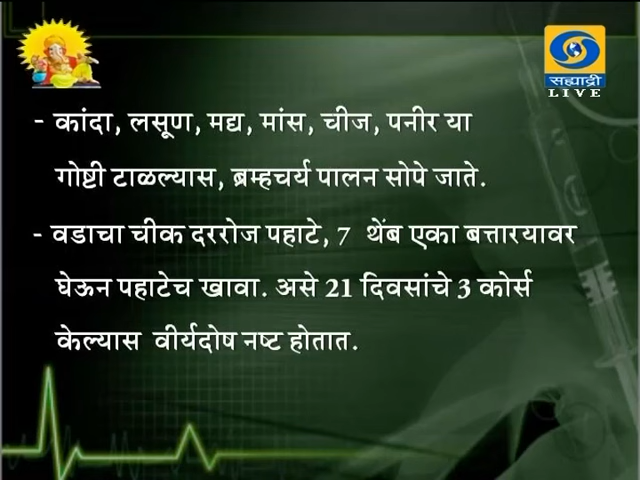 सह्याद्री
LIVE
- कांदा, लसूण, मद्य, मांस, चीज, पनीर या
गोष्टी टाळल्यास, ब्रम्हचर्य पालन सोपे जाते.
- वडाचा चीक दररोज पहाटे, 7 थेंब एका बत्तारयावर
घेऊन पहाटेच खावा. असे 21 दिवसांचे 3 कोर्स
केल्यास वीर्यदोष नष्ट होतात.